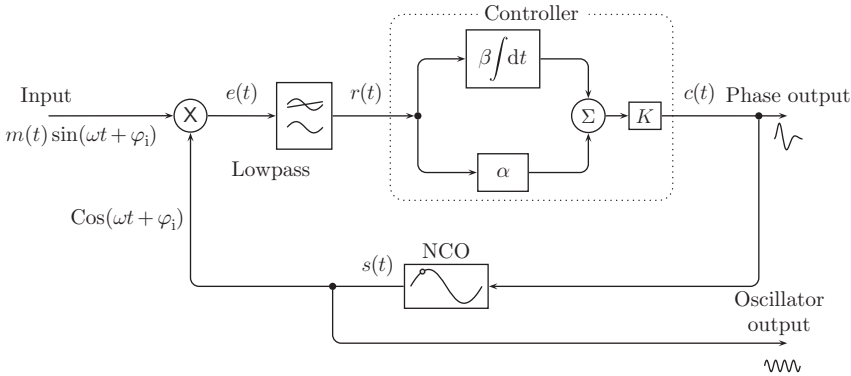 Controller
β∫dt
Input
e(t)
r(t)
c(t)
Phase output
X
Σ
K
m(t) sin(ωt + φi)
Lowpass
α
Cos(ωt + φi)
NCO
s(t)
Oscillator
output